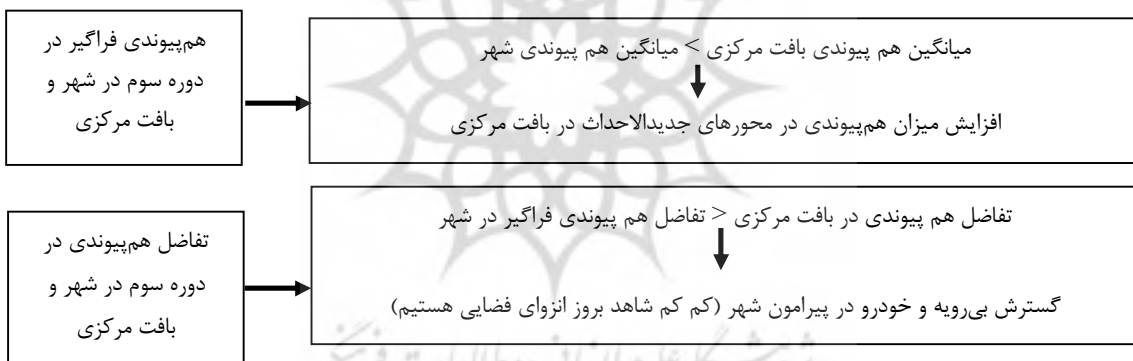 هم‌پیوندی فراگیر در
دوره سوم در شهر و
بافت مرکزی
میانگین هم پیوندی بافت مرکزی > میانگین هم پیوندی شهر
افزایش میزان هم‌پیوندی در محورهای جدیدالاحداث در بافت مرکزی
تفاضل هم‌پیوندی در
دوره سوم در شهر و
بافت مرکزی
تفاضل هم پیوندی در بافت مرکزی > تفاضل هم پیوندی فراگیر در شهر
گسترش بی‌رویه و خودرو در پیرامون شهر (کم کم شاهد بروز انزوای فضایی هستیم)